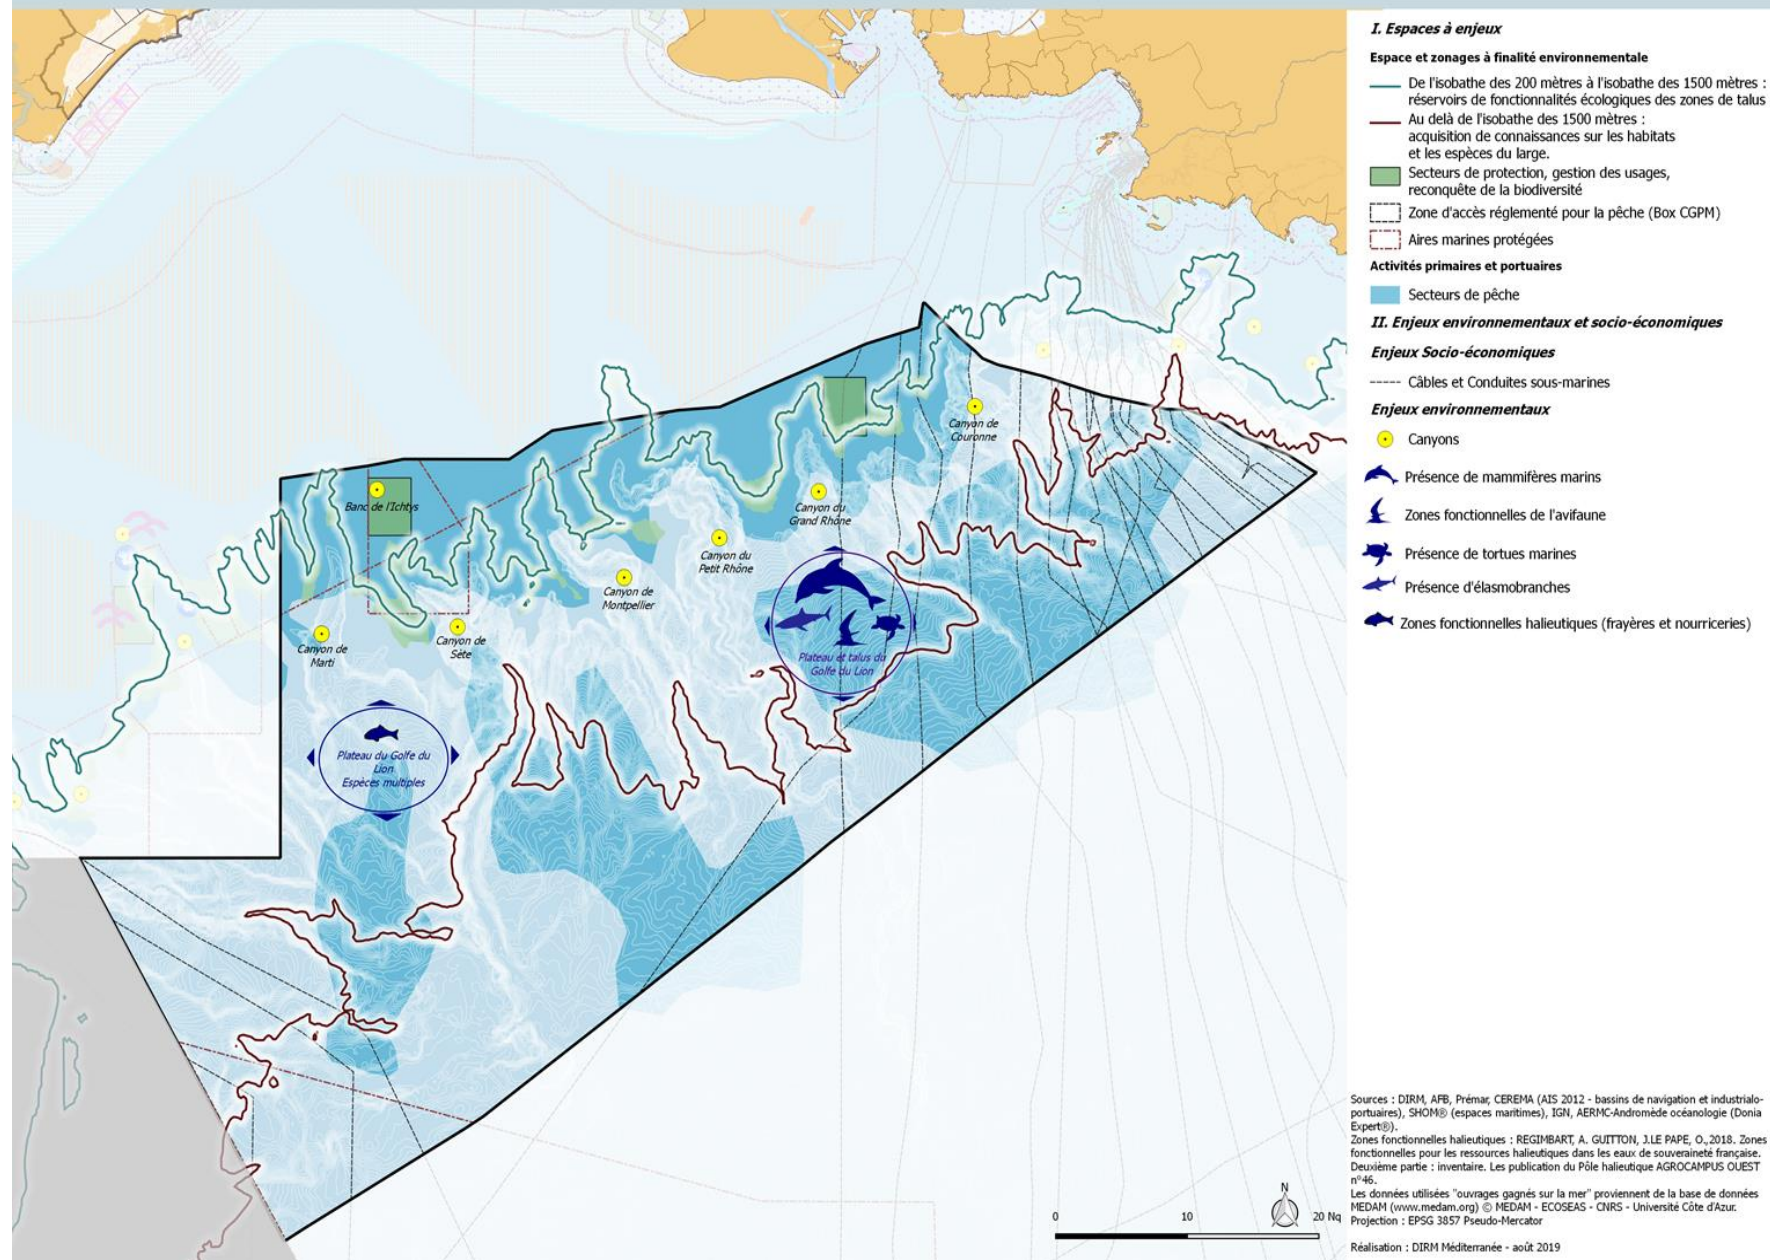 I. Espaces à enjeux
Espace et zonages à finalité environnementale
De l'isobathe des 200 mètres à l'isobathe des 1500 mètres :
réservoirs de fonctionnalités écologiques des zones de talus
Au delà de l'isobathe des 1500 mètres :
acquisition de connaissances sur les habitats
et les espèces du large.
Secteurs de protection, gestion des usages,
reconquête de la biodiversité
Zone d'accès réglementé pour la pêche (Box CGPM)
Aires marines protégées
Activités primaires et portuaires
Secteurs de pêche
II. Enjeux environnementaux et socio-économiques
Enjeux Socio-économiques
Câbles et Conduites sous-marines
Enjeux environnementaux
Canyons
Présence de mammifères marins
Zones fonctionnelles de l'avifaune
Présence de tortues marines
Présence d'élasmobranches
Zones fonctionnelles halieutiques (frayères et nourriceries)
Canyon de
Couronne
Banc de l'Ichtys
Canyon du
Grand Rhône
Canyon du
Petit Rhône
Canyon de
Montpellier
Canyon de
Sète
Canyon de
Marti
Plateau et talus du
Golfe du Lion
Plateau du Golfe du
Lion
Espèces multiples
N
0 10 20 Nq
Sources : DIRM, AFB, Prémar, CEREMA (AIS 2012 - bassins de navigation et industrialo-
portuaires), SHOM® (espaces maritimes), IGN, AERMC-Andromède océanologie (Donia
Expert®).
Zones fonctionnelles halieutiques : REGIMBART, A. GUITTON, J.LE PAPE, O.,2018. Zones
fonctionnelles pour les ressources halieutiques dans les eaux de souveraineté française.
Deuxième partie : inventaire. Les publication du Pôle halieutique AGROCAMPUS OUEST
n°46.
Les données utilisées "ouvrages gagnés sur la mer" proviennent de la base de données
MEDAM (www.medam.org) © MEDAM - ECOSEAS - CNRS - Université Côte d'Azur.
Projection : EPSG 3857 Pseudo-Mercator
Réalisation : DIRM Méditerranée - août 2019